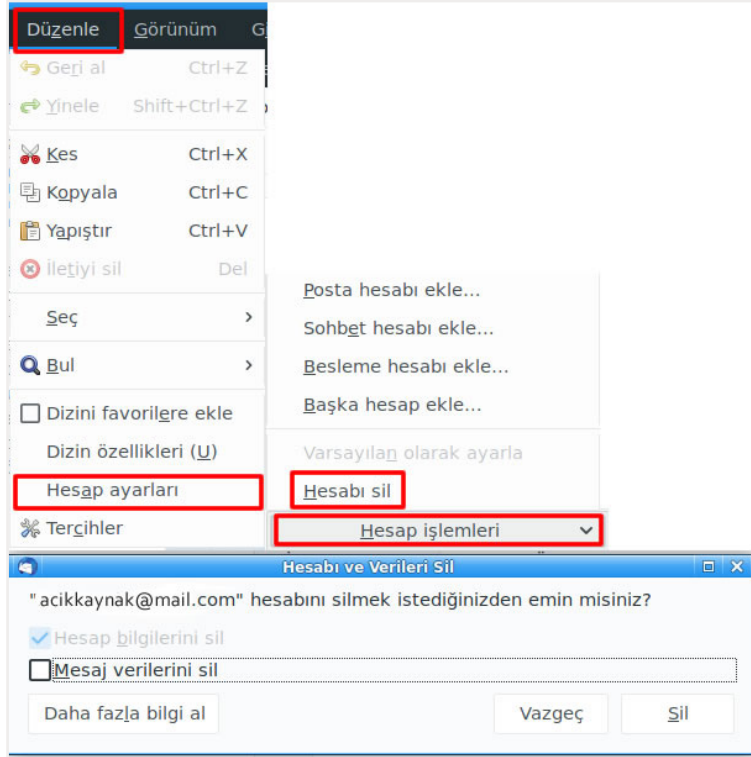 Düzenle Görünüm G
Geri al Ctrl+Z
Yinele Shift+Ctrl+Z
Kes Ctrl+X
Kopyala Ctrl+C
Yapıştır Ctrl+V
İletiyi sil Del
Seç
Bul
Dizini favorilere ekle
Dizin özellikleri (U)
Hesap ayarları
Tercihler
Posta hesabı ekle...
Sohbet hesabı ekle...
Besleme hesabı ekle...
Başka hesap ekle...
Varsayılan olarak ayarla
Hesabı sil
Hesap işlemleri
Hesabı ve Verileri Sil
"acikkaynak@mail.com" hesabını silmek istediğinizden emin misiniz?
Hesap bilgilerini sil
Mesaj verilerini sil
Daha fazla bilgi al Vazgeç Sil